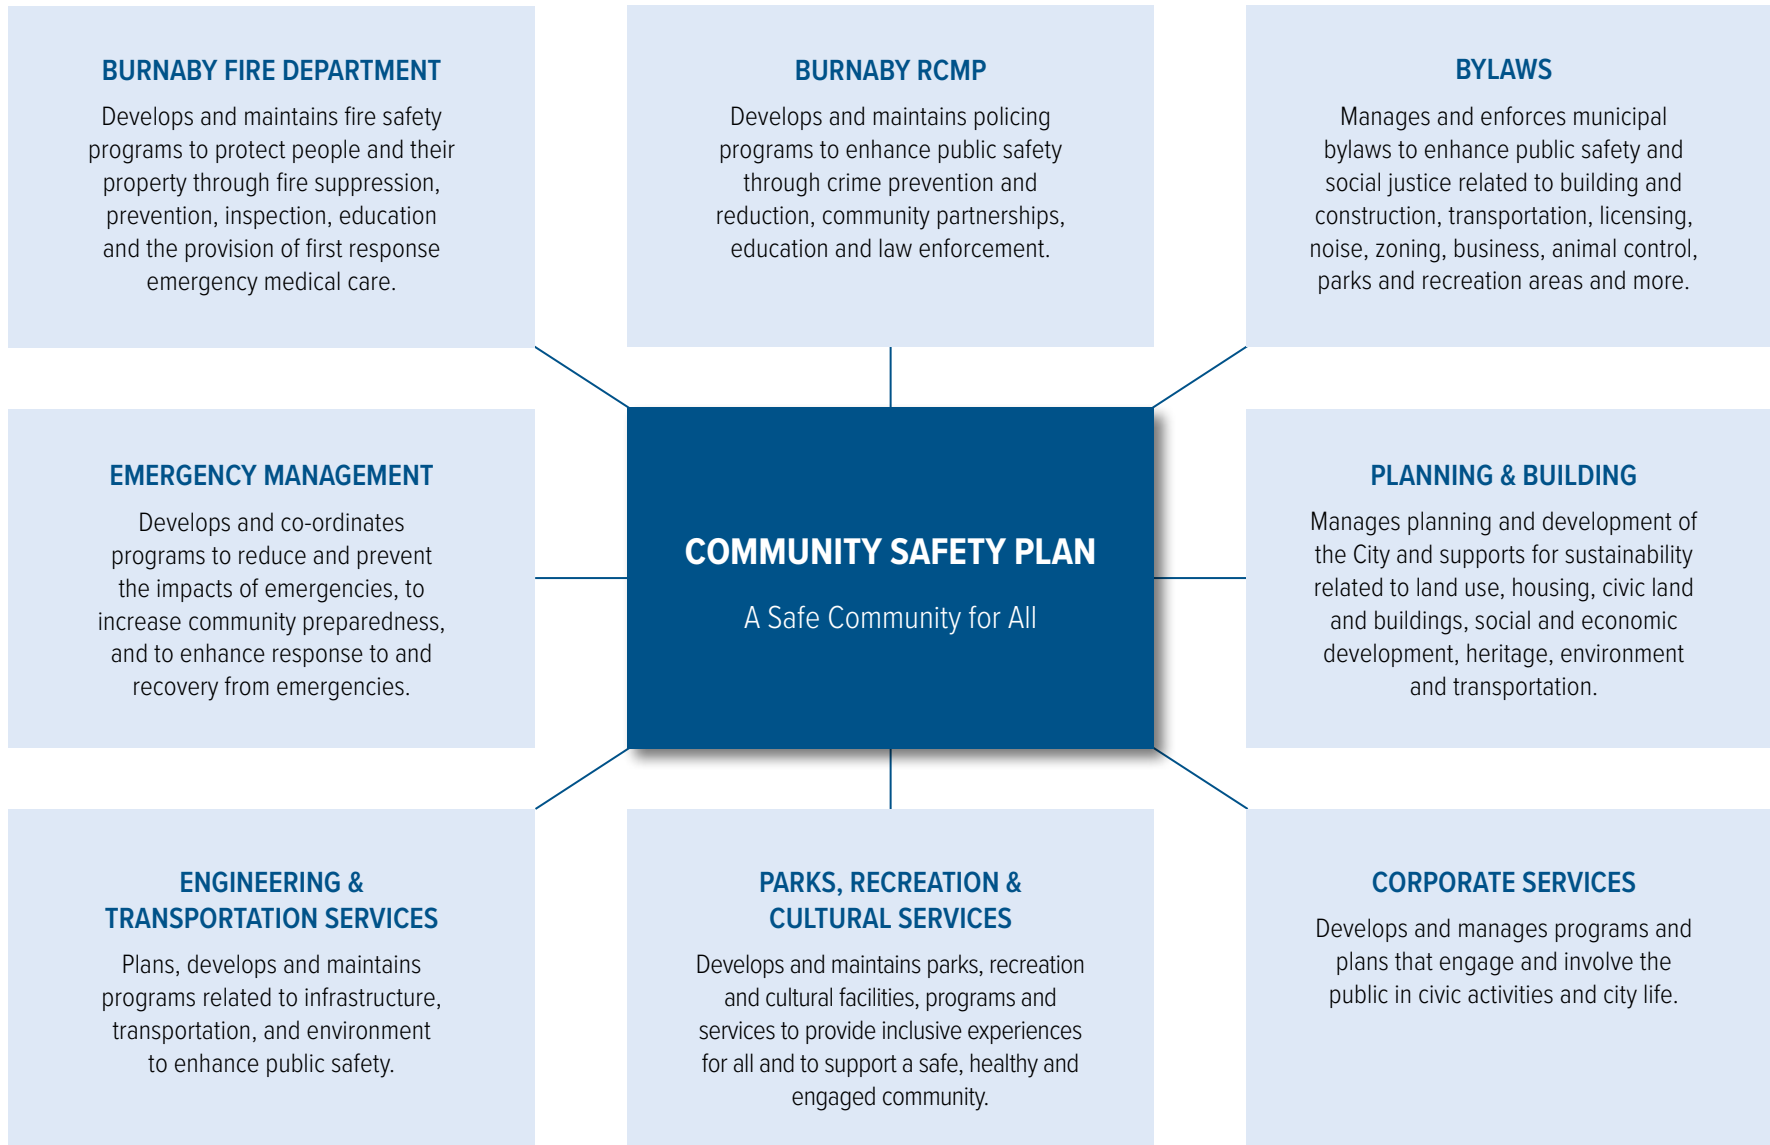 BURNABY FIRE DEPARTMENT
Develops and maintains fire safety
programs to protect people and their
property through fire suppression,
prevention, inspection, education
and the provision of first response
emergency medical care.
BURNABY RCMP
Develops and maintains policing
programs to enhance public safety
through crime prevention and
reduction, community partnerships,
education and law enforcement.
BYLAWS
Manages and enforces municipal
bylaws to enhance public safety and
social justice related to building and
construction, transportation, licensing,
noise, zoning, business, animal control,
parks and recreation areas and more.
EMERGENCY MANAGEMENT
Develops and co-ordinates
programs to reduce and prevent
the impacts of emergencies, to
increase community preparedness,
and to enhance response to and
recovery from emergencies.
COMMUNITY SAFETY PLAN
A Safe Community for All
PLANNING & BUILDING
Manages planning and development of
the City and supports for sustainability
related to land use, housing, civic land
and buildings, social and economic
development, heritage, environment
and transportation.
ENGINEERING &
TRANSPORTATION SERVICES
Plans, develops and maintains
programs related to infrastructure,
transportation, and environment
to enhance public safety.
PARKS, RECREATION &
CULTURAL SERVICES
Develops and maintains parks, recreation
and cultural facilities, programs and
services to provide inclusive experiences
for all and to support a safe, healthy and
engaged community.
CORPORATE SERVICES
Develops and manages programs and
plans that engage and involve the
public in civic activities and city life.